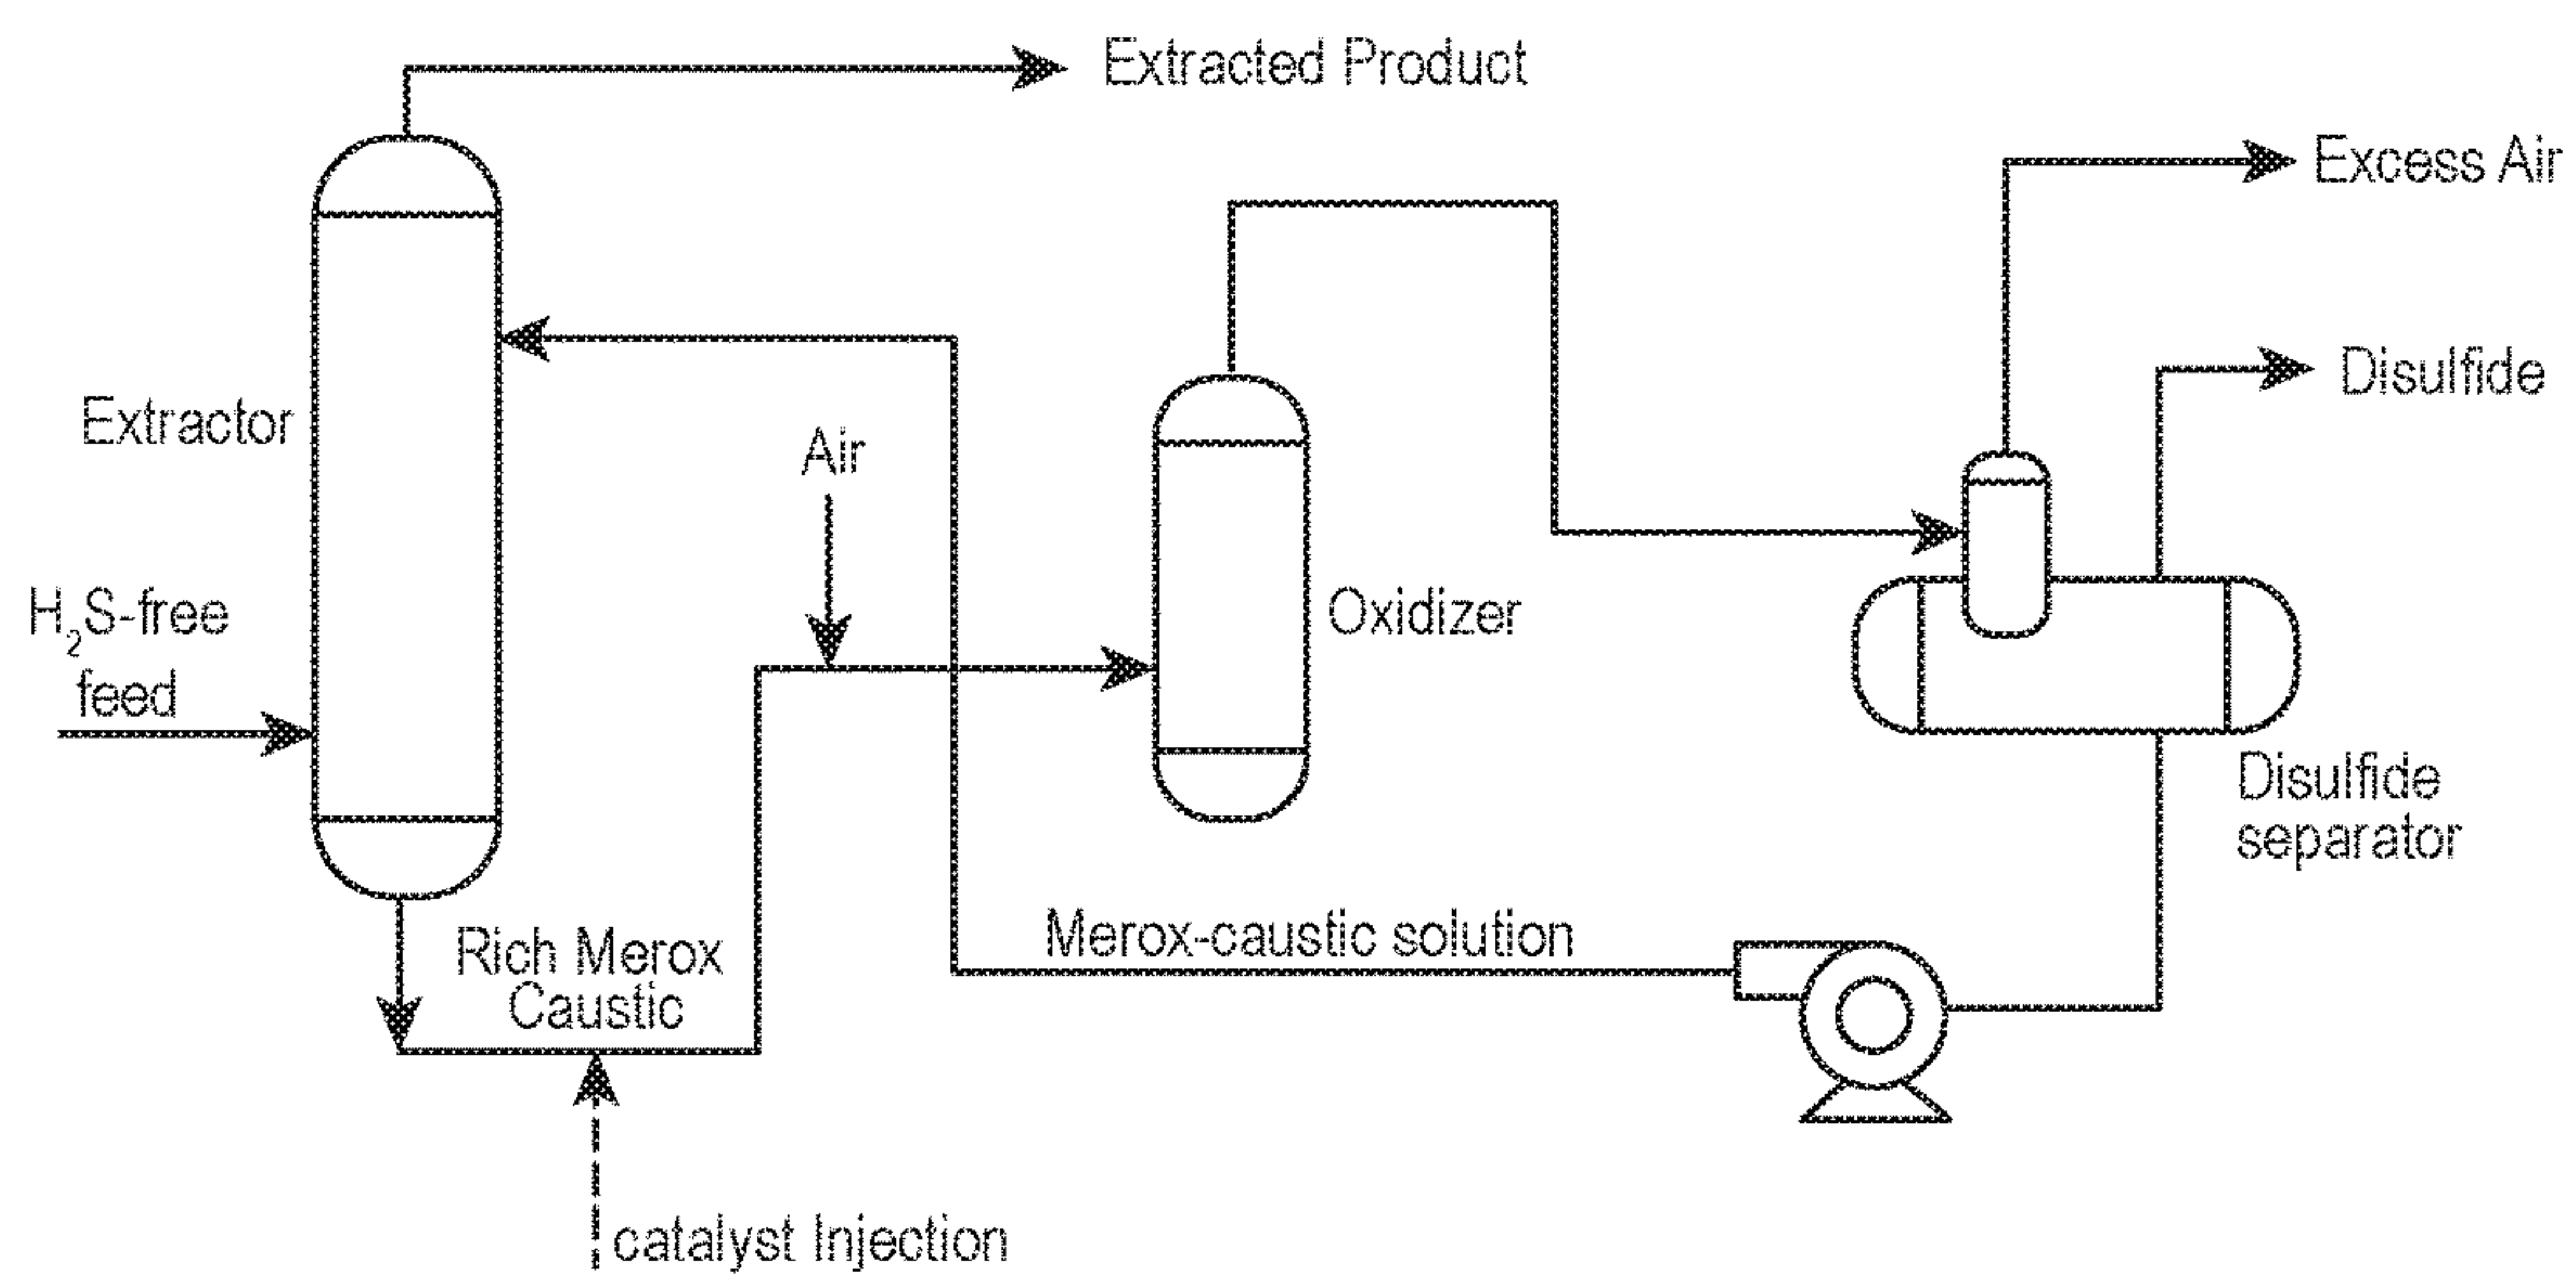 Extracted Product
Excess Air
Disulfide
Extractor
Air
H₂S-free
feed
Oxidizer
Disulfide
separator
Rich Merox
Caustic
Merox-caustic solution
catalyst Injection